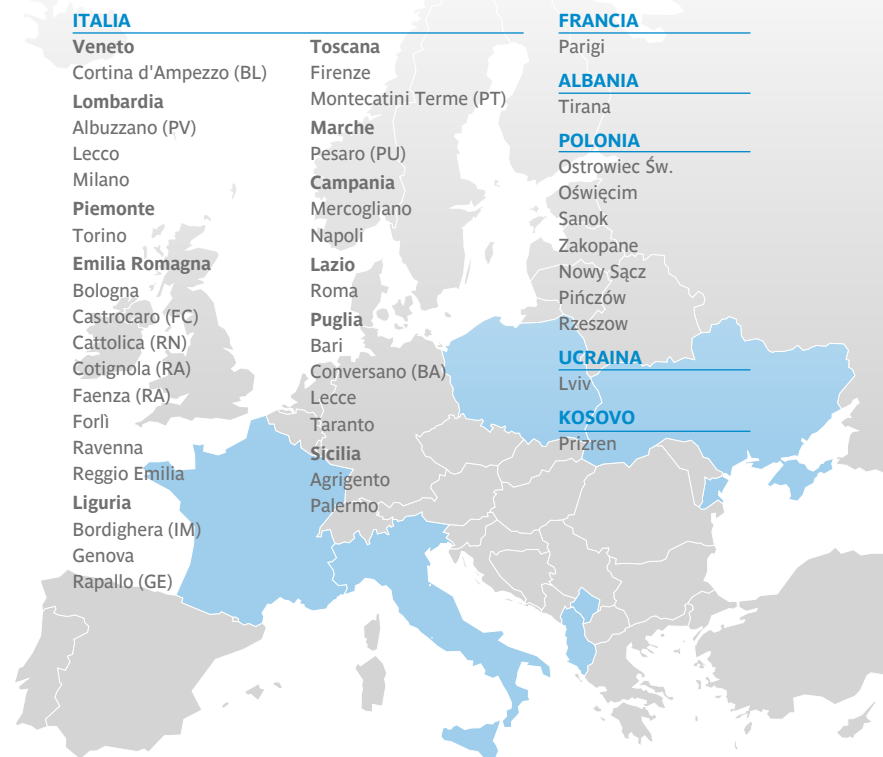 ITALIA
Veneto
Cortina d'Ampezzo (BL)
Lombardia
Albuzzano (PV)
Lecco
Milano
Piemonte
Torino
Emilia Romagna
Bologna
Castrocaro (FC)
Cattolica (RN)
Cotignola (RA)
Faenza (RA)
Forlì
Ravenna
Reggio Emilia
Liguria
Bordighera (IM)
Genova
Rapallo (GE)
Toscana
Firenze
Montecatini Terme (PT)
Marche
Pesaro (PU)
Campania
Mercogliano
Napoli
Lazio
Roma
Puglia
Bari
Conversano (BA)
Lecce
Taranto
Sicilia
Agrigento
Palermo
FRANCIA
Parigi
ALBANIA
Tirana
POLONIA
Ostrowiec Św.
Oświęcim
Sanok
Zakopane
Nowy Sącz
Pińczów
Rzeszow
UCRAINA
Lviv
KOSOVO
Prizren